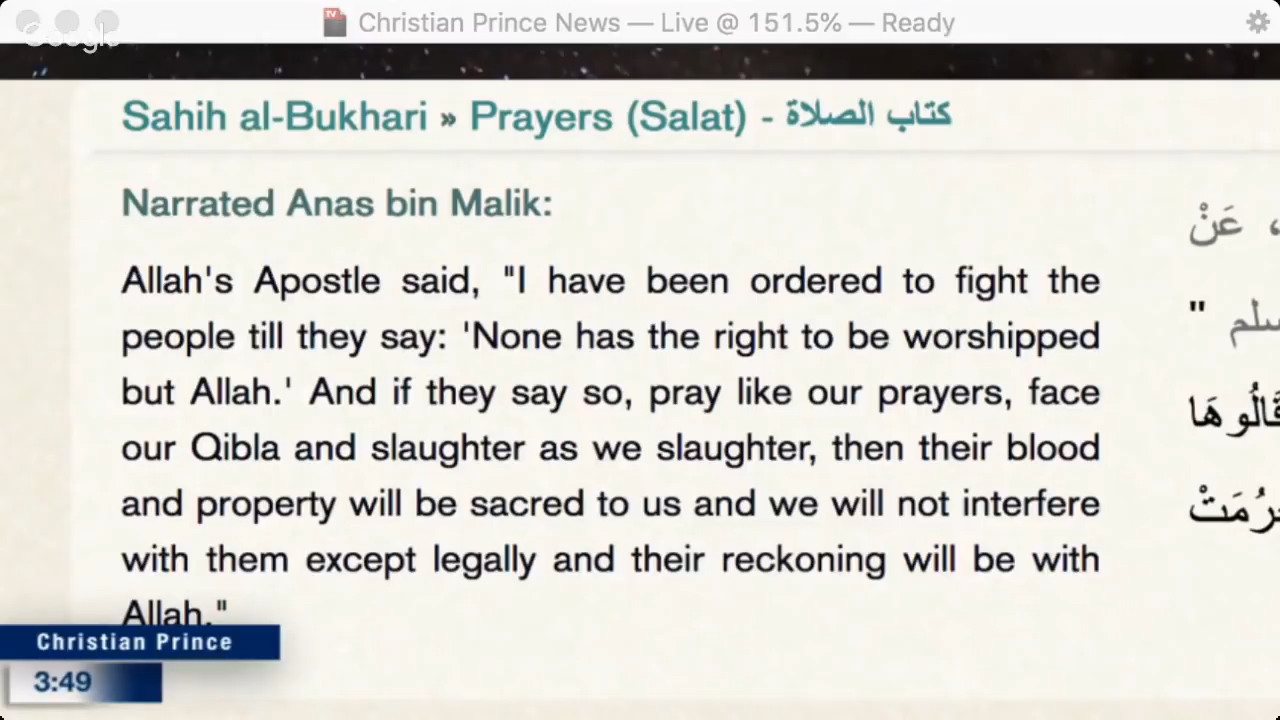 Christian Prince News — Live @ 151.5% — Ready
Google
Sahih al-Bukhari » Prayers (Salat) - كتاب الصلاة
Narrated Anas bin Malik:
Allah's Apostle said, "I have been ordered to fight the
people till they say: 'None has the right to be worshipped
but Allah.' And if they say so, pray like our prayers, face
our Qibla and slaughter as we slaughter, then their blood
and property will be sacred to us and we will not interfere
with them except legally and their reckoning will be with
Allah."
، عَنْ
سلم "
Christian Prince
3:49